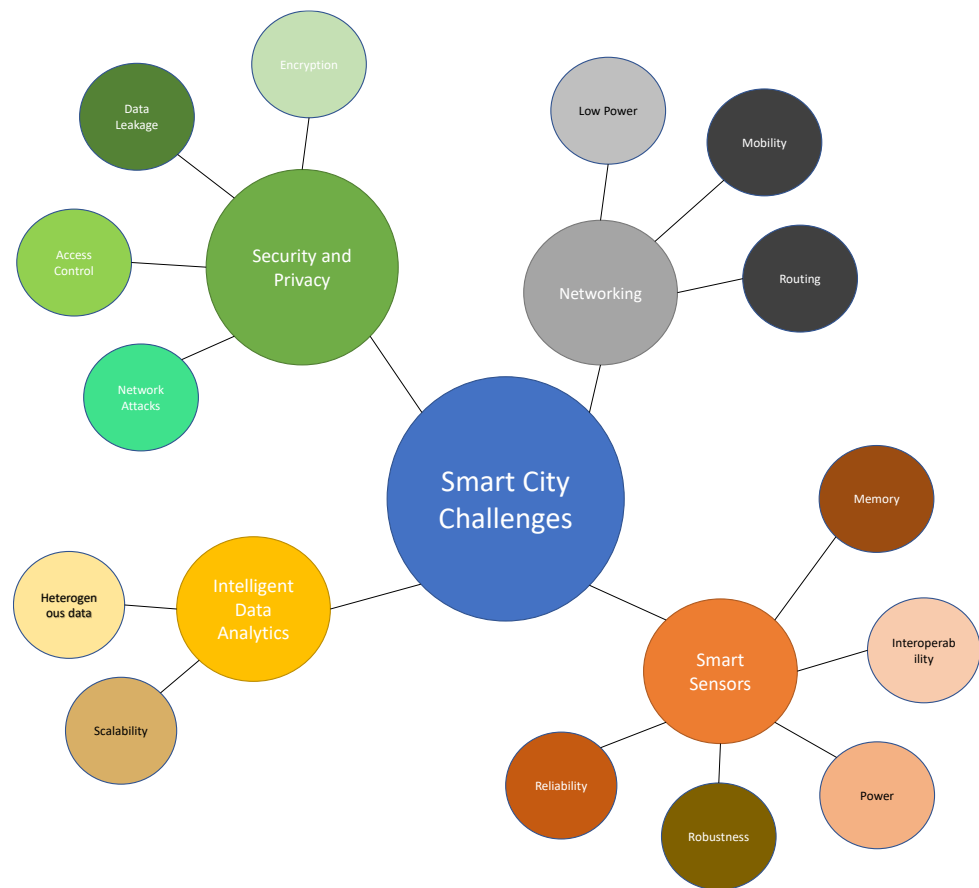 Encryption
Data
Leakage
Access
Control
Network
Attacks
Security and
Privacy
Low Power
Mobility
Routing
Networking
Smart City
Challenges
Heterogen
ous data
Scalability
Intelligent
Data
Analytics
Memory
Interoperab
ility
Smart
Sensors
Reliability
Robustness
Power